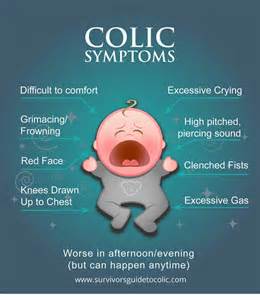 COLIC
SYMPTOMS
Difficult to comfort
Excessive Crying
Grimacing/
Frowning
High pitched,
piercing sound
Red Face
Clenched Fists
Knees Drawn
Up to Chest
Excessive Gas
Worse in afternoon/evening
(but can happen anytime)
www.survivorsguidetocolic.com